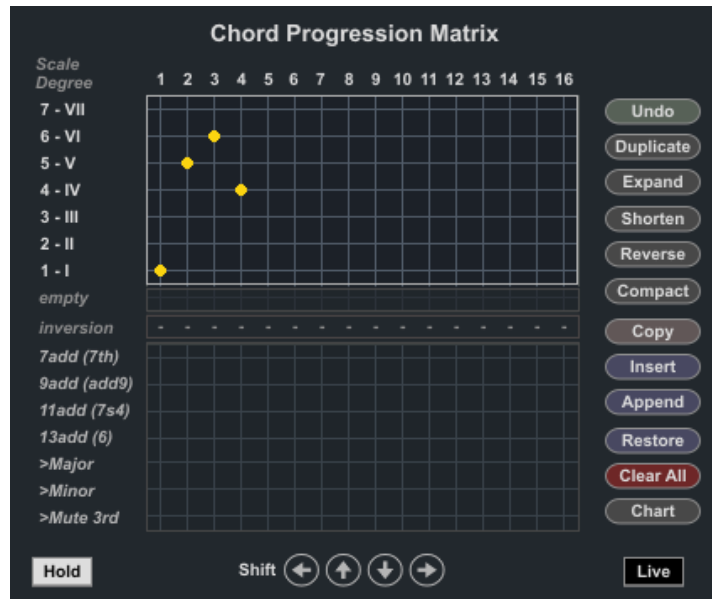 Chord Progression Matrix
Scale
Degree 1 2 3 4 5 6 7 8 9 10 11 12 13 14 15 16
7 - VII Undo
6 - VI Duplicate
5 - V Expand
4 - IV Shorten
3 - III Reverse
2 - II Compact
1 - I
empty
inversion - - - - - - - - - - - - - - - - Copy
7add (7th) Insert
9add (add9) Append
11add (7s4) Restore
13add (6) Clear All
>Major Chart
>Minor
>Mute 3rd
Hold Shift Live